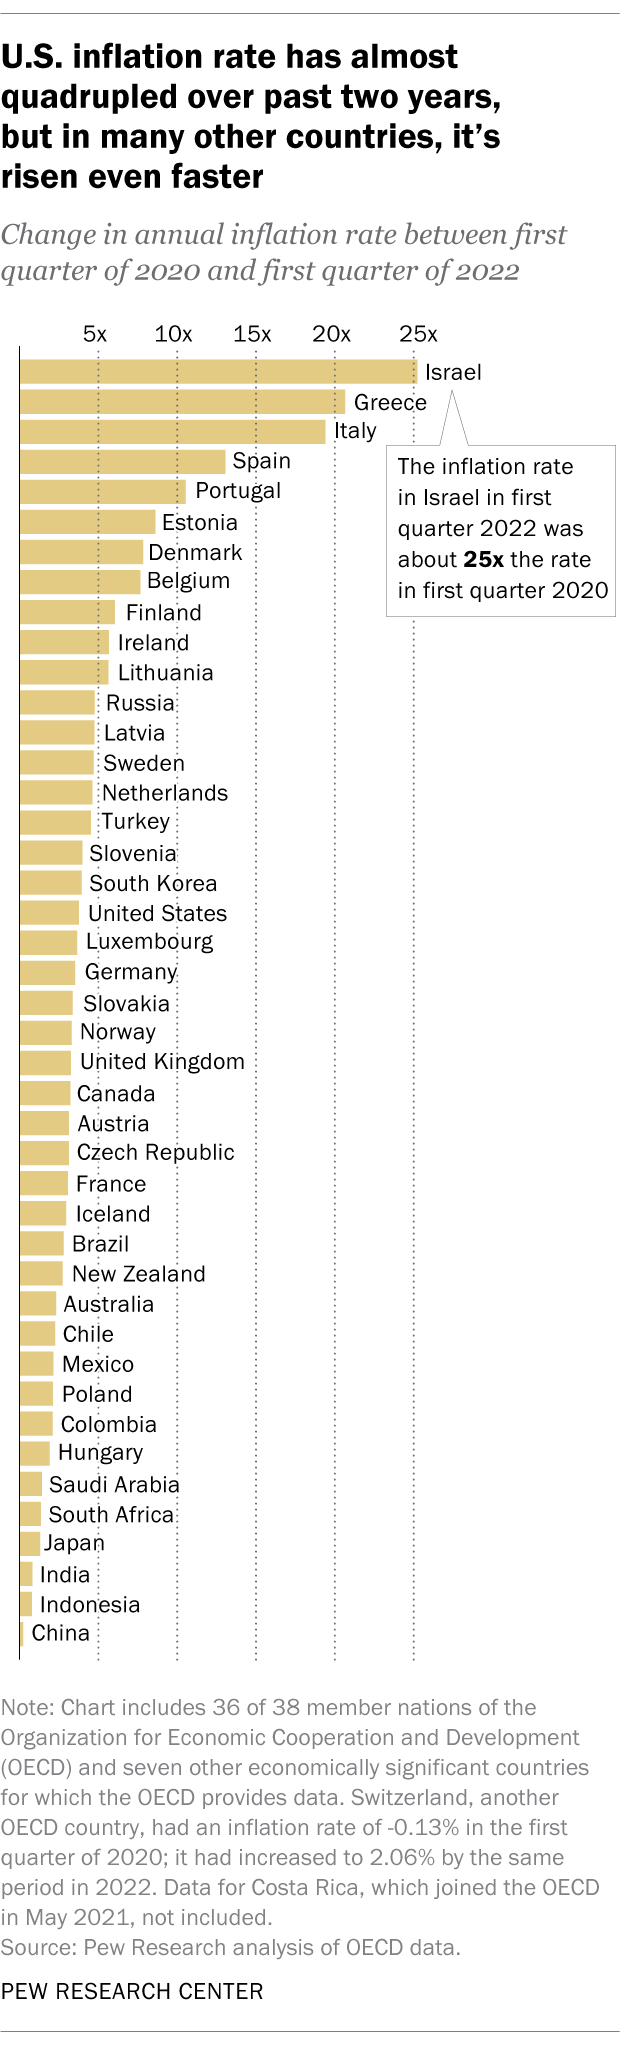 U.S. inflation rate has almost
quadrupled over past two years,
but in many other countries, it’s
risen even faster
Change in annual inflation rate between first
quarter of 2020 and first quarter of 2022
5x 10x 15x 20x 25x
Israel
Greece
Italy
Spain
Portugal
Estonia
Denmark
Belgium
Finland
Ireland
Lithuania
Russia
Latvia
Sweden
Netherlands
Turkey
Slovenia
South Korea
United States
Luxembourg
Germany
Slovakia
Norway
United Kingdom
Canada
Austria
Czech Republic
France
Iceland
Brazil
New Zealand
Australia
Chile
Mexico
Poland
Colombia
Hungary
Saudi Arabia
South Africa
Japan
India
Indonesia
China
The inflation rate
in Israel in first
quarter 2022 was
about 25x the rate
in first quarter 2020
Note: Chart includes 36 of 38 member nations of the
Organization for Economic Cooperation and Development
(OECD) and seven other economically significant countries
for which the OECD provides data. Switzerland, another
OECD country, had an inflation rate of -0.13% in the first
quarter of 2020; it had increased to 2.06% by the same
period in 2022. Data for Costa Rica, which joined the OECD
in May 2021, not included.
Source: Pew Research analysis of OECD data.
PEW RESEARCH CENTER